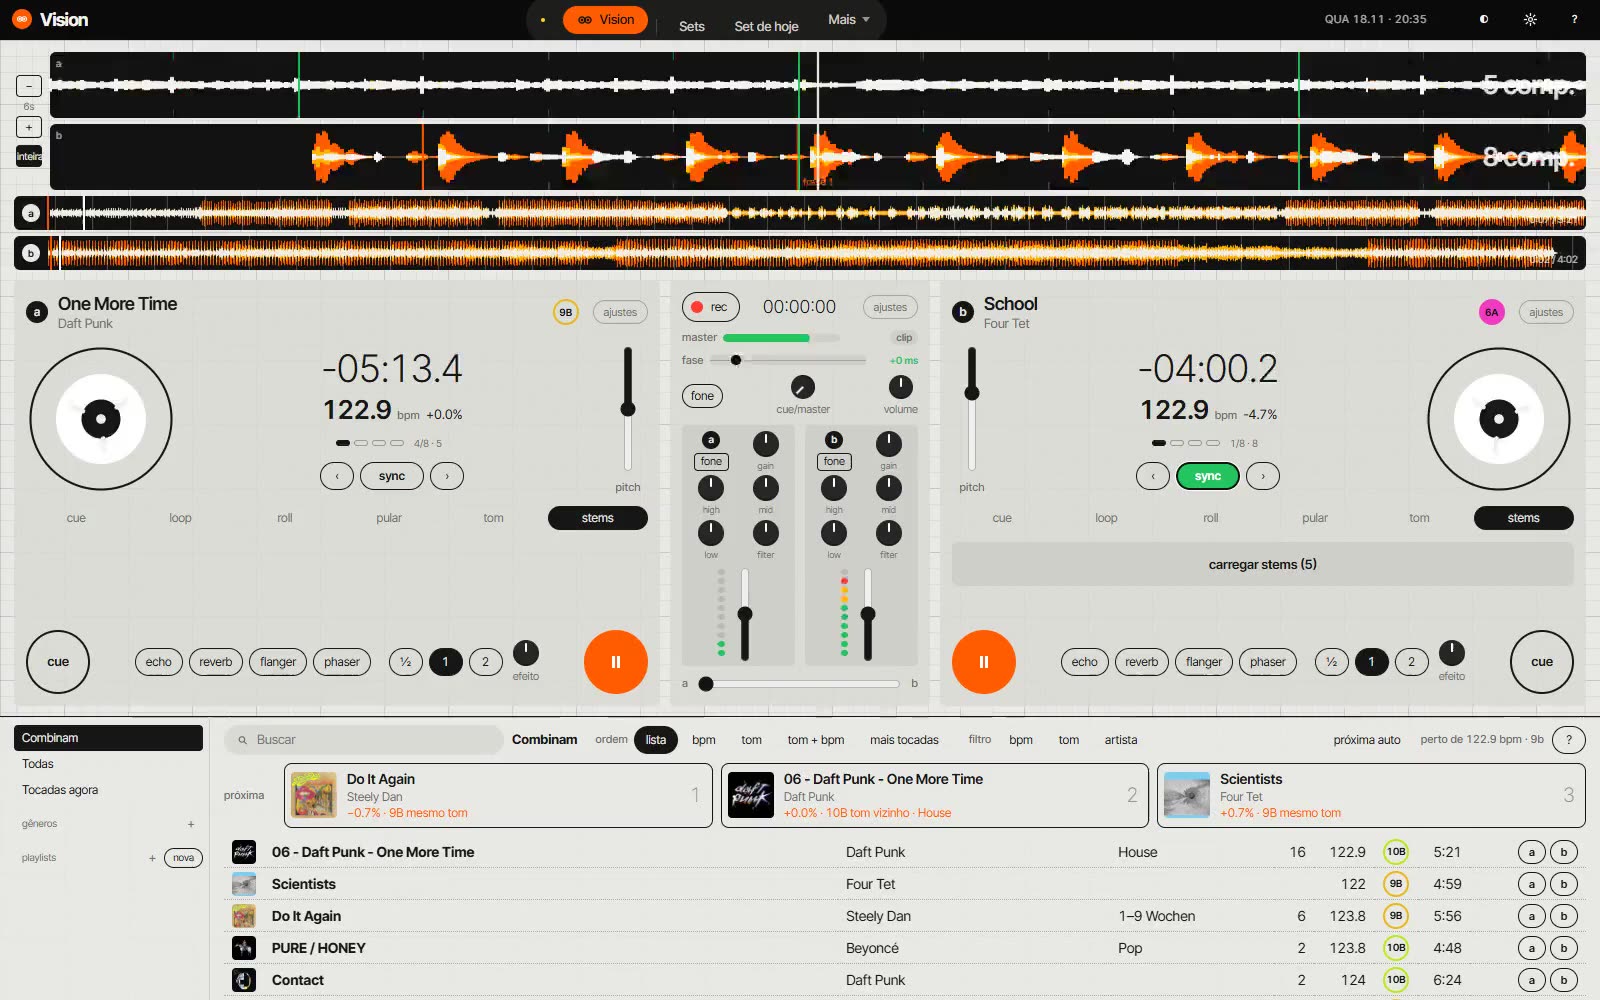 Vision
Vision
Sets
Set de hoje
Mais
QUA 18.11 · 20:35
?
a
5 comp.
−
6s
+
inteira
b
8 comp.
a
b
4:02
a
One More Time
Daft Punk
9B
ajustes
-05:13.4
122.9 bpm +0.0%
4/8 · 5
‹ sync ›
pitch
cue loop roll pular tom stems
cue
echo reverb flanger phaser ½ 1 2
efeito
rec 00:00:00 ajustes
master clip
fase +0 ms
fone
cue/master volume
a
fone
gain
high mid
low filter
b
fone
gain
high mid
low filter
a b
b
School
Four Tet
6A
ajustes
-04:00.2
122.9 bpm -4.7%
1/8 · 8
‹ sync ›
pitch
cue loop roll pular tom stems
carregar stems (5)
echo reverb flanger phaser ½ 1 2
efeito
cue
Combinam
Todas
Tocadas agora
gêneros +
playlists + nova
Buscar
Combinam ordem lista bpm tom tom + bpm mais tocadas filtro bpm tom artista próxima auto perto de 122.9 bpm · 9b ?
próxima
Do It Again
Steely Dan
−0.7% · 9B mesmo tom
1
06 - Daft Punk - One More Time
Daft Punk
+0.0% · 10B tom vizinho · House
2
Scientists
Four Tet
+0.7% · 9B mesmo tom
3
06 - Daft Punk - One More Time Daft Punk House 16 122.9 10B 5:21 a b
Scientists Four Tet 122 9B 4:59 a b
Do It Again Steely Dan 1–9 Wochen 6 123.8 9B 5:56 a b
PURE / HONEY Beyoncé Pop 2 123.8 10B 4:48 a b
Contact Daft Punk 2 124 10B 6:24 a b